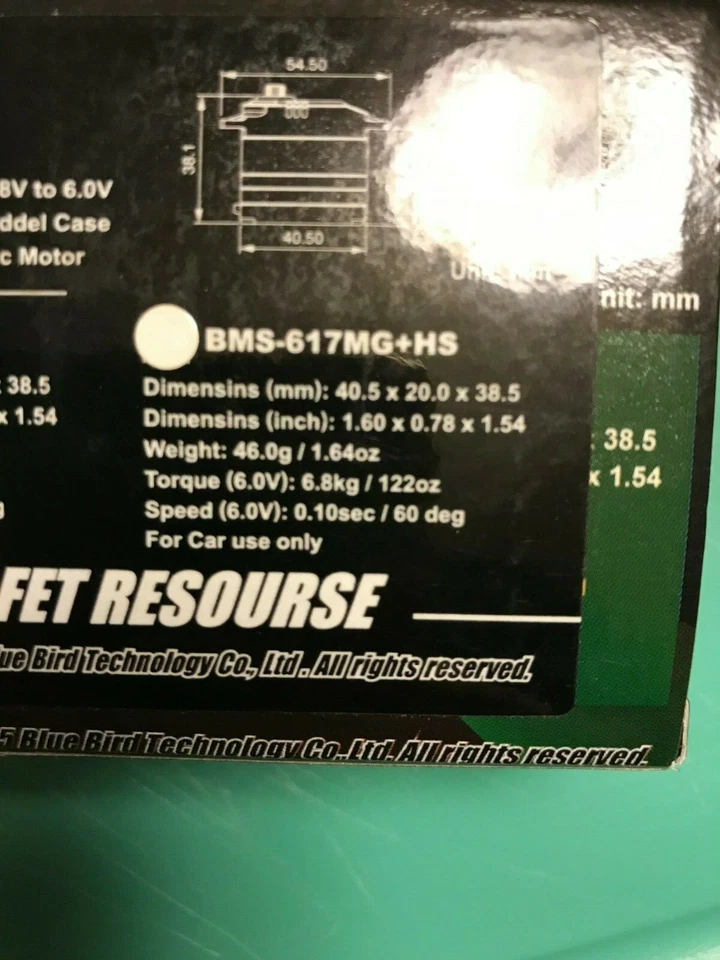 54.50
38.1
40.50
8V to 6.0V
ddel Case
c Motor
nit: mm
BMS-617MG+HS
: 38.5
x 1.54
Dimensins (mm): 40.5 x 20.0 x 38.5
Dimensins (inch): 1.60 x 0.78 x 1.54
Weight: 46.0g / 1.64oz
Torque (6.0V): 6.8kg / 122oz
Speed (6.0V): 0.10sec / 60 deg
For Car use only
: 38.5
x 1.54
FET RESOURSE
lue Bird Technology Co., Ltd. All rights reserved.
5 Blue Bird Technology Co., Ltd. All rights reserved.